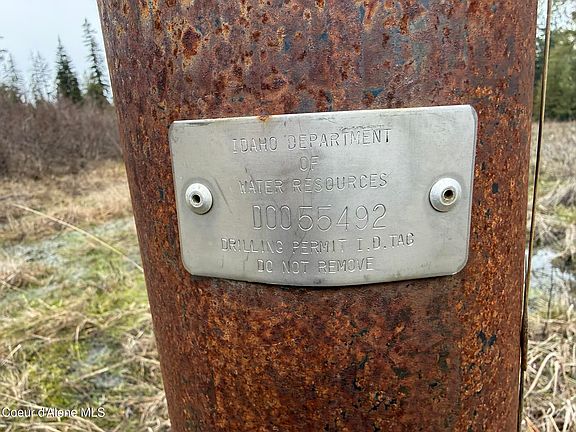 IDAHO DEPARTMENT
OF
WATER RESOURCES
D0055492
DRILLING PERMIT I.D. TAG
DO NOT REMOVE
Coeur d'Alene MLS